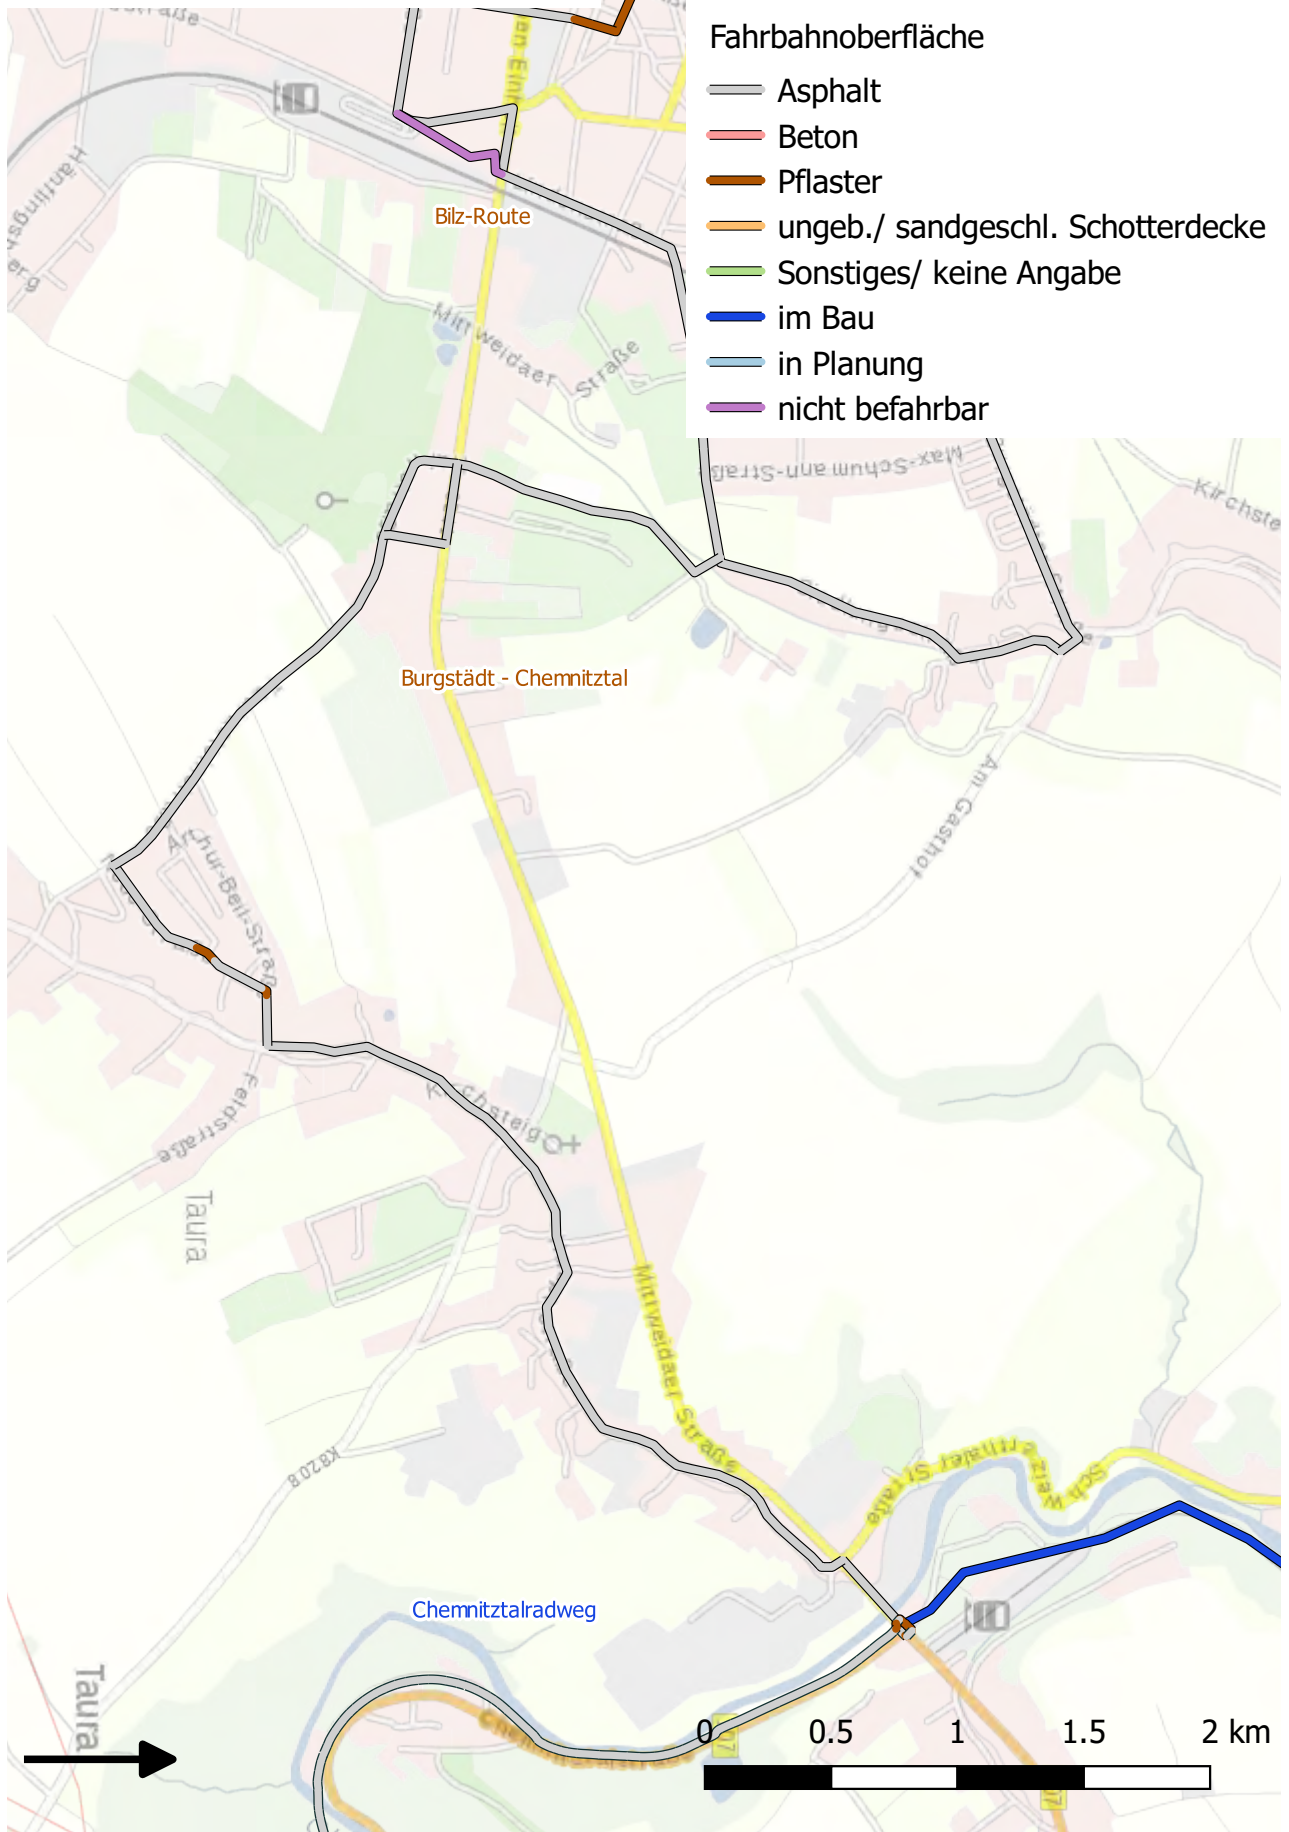 Fahrbahnoberfläche
Asphalt
Beton
Pflaster
ungeb./ sandgeschl. Schotterdecke
Sonstiges/ keine Angabe
im Bau
in Planung
nicht befahrbar
Bilz-Route
Mittweidaer
Straße
Max-Schumann-Straße
Burgstädt - Chemnitztal
Am Gasthof
Arthur-Beil-Straße
Kirchsteig
Feldstraße
Taura
Mittweidaer Straße
K8208
Schweizerthaler Straße
Chemnitztalradweg
Taura
0 0.5 1 1.5 2 km